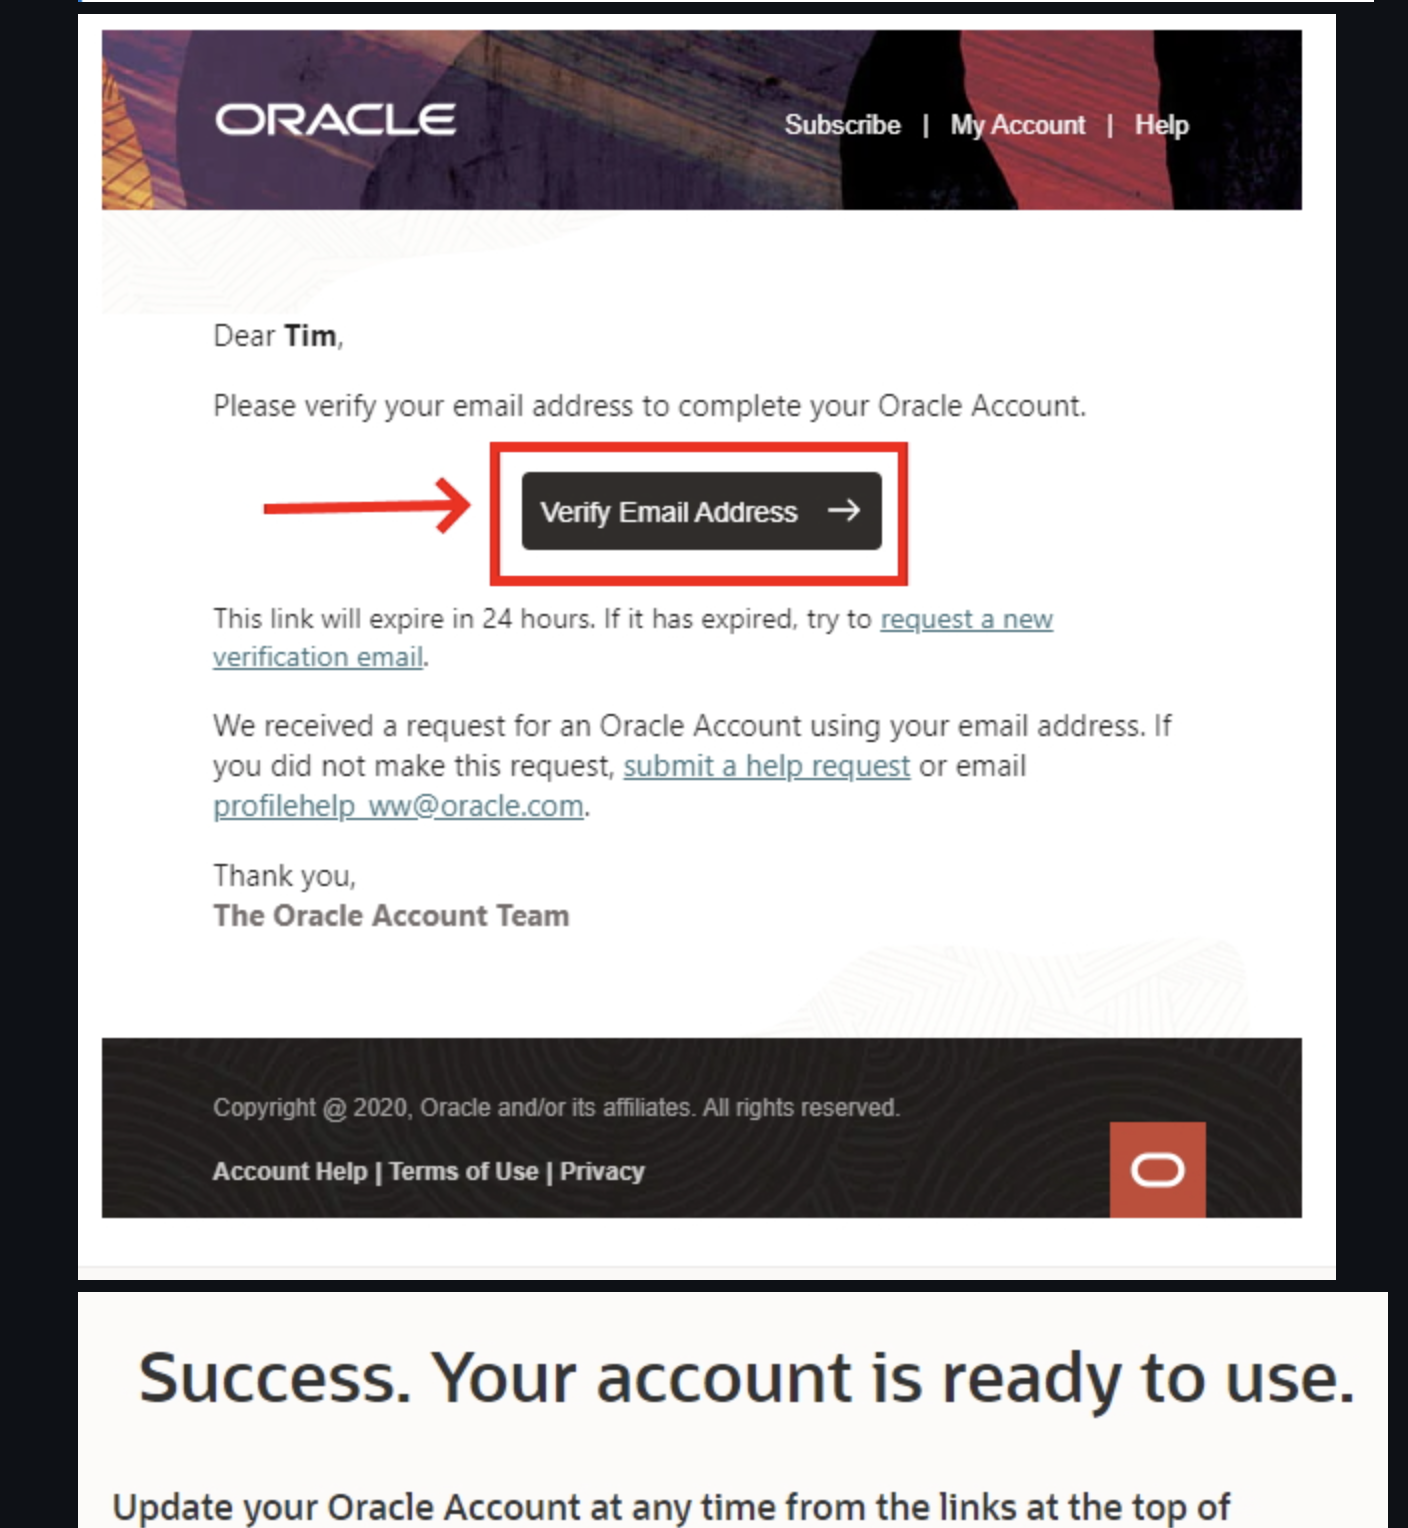 ORACLE
Subscribe | My Account | Help
Dear Tim,
Please verify your email address to complete your Oracle Account.
Verify Email Address →
This link will expire in 24 hours. If it has expired, try to request a new
verification email.
We received a request for an Oracle Account using your email address. If
you did not make this request, submit a help request or email
profilehelp_ww@oracle.com.
Thank you,
The Oracle Account Team
Copyright @ 2020, Oracle and/or its affiliates. All rights reserved.
Account Help | Terms of Use | Privacy
Success. Your account is ready to use.
Update your Oracle Account at any time from the links at the top of